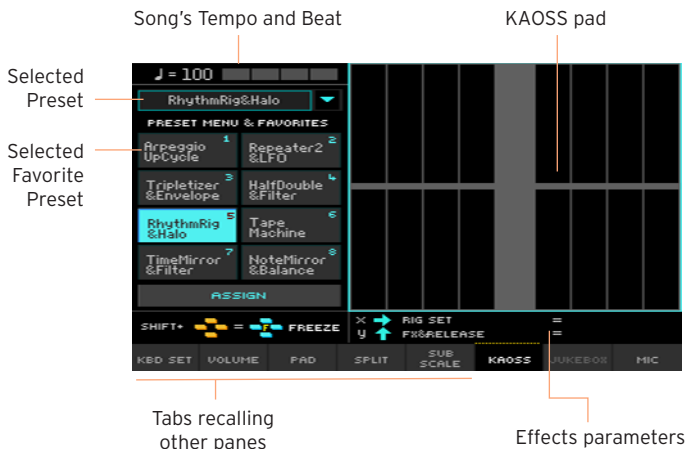 Song's Tempo and Beat
KAOSS pad
Selected
Preset
♩ = 100
RhythmRig&Halo
PRESET MENU & FAVORITES
Selected
Favorite
Preset
Arpeggio 1
UpCycle
Repeater2 2
&LFO
Tripletizer 3
&Envelope
HalfDouble 4
&Filter
RhythmRig 5
&Halo
Tape 6
Machine
TimeMirror 7
&Filter
NoteMirror 8
&Balance
ASSIGN
SHIFT+ = F FREEZE
X RIG SET =
y FX&RELEASE =
KBD SET VOLUME PAD SPLIT SUB SCALE KAOSS JUKEBOX MIC
Tabs recalling
other panes
Effects parameters